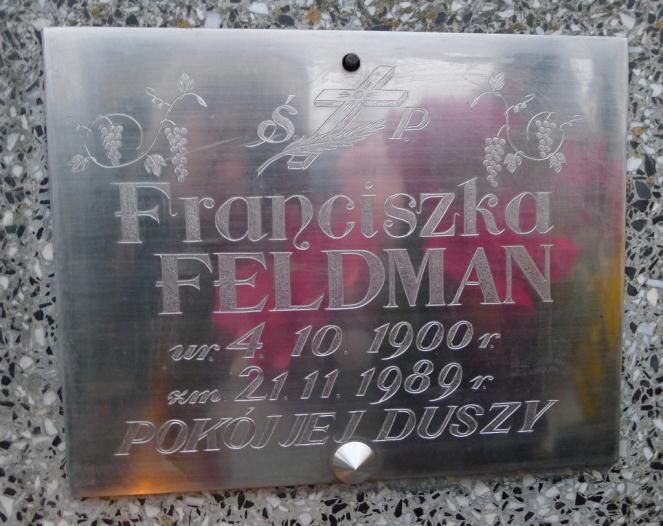 Ś. P.
Franciszka
FELDMAN
ur. 4. 10. 1900 r.
zm. 21. 11. 1989 r.
POKÓJ JEJ DUSZY